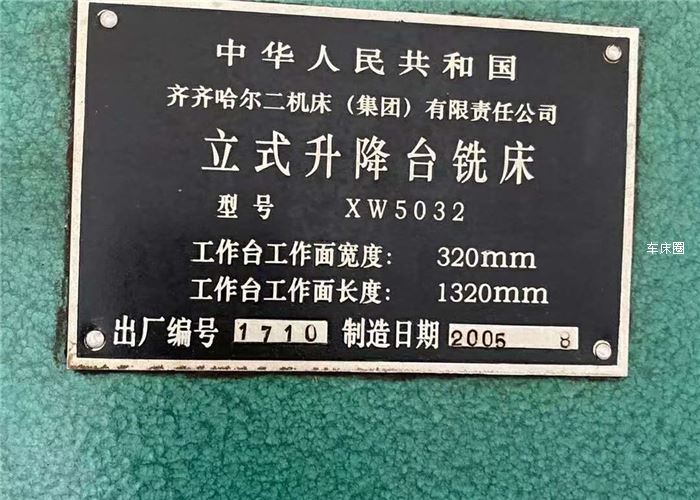 中华人民共和国
齐齐哈尔二机床（集团）有限责任公司
立式升降台铣床
型号 XW5032
工作台工作面宽度: 320mm
工作台工作面长度: 1320mm
出厂编号 1710 制造日期 2005 8
车床圈